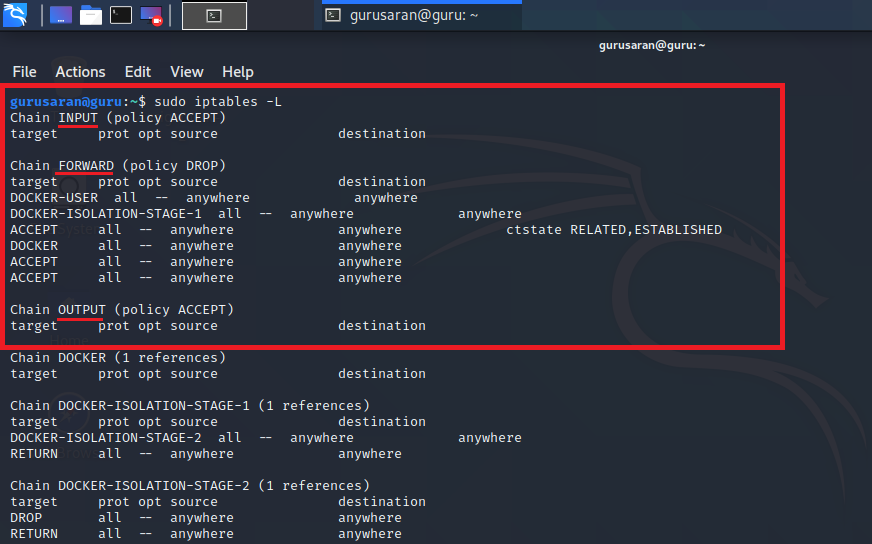 gurusaran@guru: ~
gurusaran@guru: ~
File Actions Edit View Help
gurusaran@guru:~$ sudo iptables -L
Chain INPUT (policy ACCEPT)
target     prot opt source               destination

Chain FORWARD (policy DROP)
target     prot opt source               destination
DOCKER-USER  all  --  anywhere             anywhere
DOCKER-ISOLATION-STAGE-1  all  --  anywhere             anywhere
ACCEPT     all  --  anywhere             anywhere             ctstate RELATED,ESTABLISHED
DOCKER     all  --  anywhere             anywhere
ACCEPT     all  --  anywhere             anywhere
ACCEPT     all  --  anywhere             anywhere

Chain OUTPUT (policy ACCEPT)
target     prot opt source               destination

Chain DOCKER (1 references)
target     prot opt source               destination

Chain DOCKER-ISOLATION-STAGE-1 (1 references)
target     prot opt source               destination
DOCKER-ISOLATION-STAGE-2  all  --  anywhere             anywhere
RETURN     all  --  anywhere             anywhere

Chain DOCKER-ISOLATION-STAGE-2 (1 references)
target     prot opt source               destination
DROP       all  --  anywhere             anywhere
RETURN     all  --  anywhere             anywhere